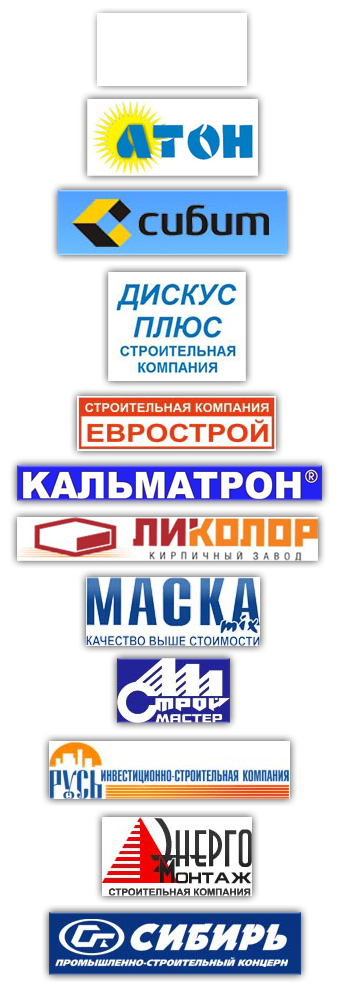 АТОН
сибит
ДИСКУС
ПЛЮС
СТРОИТЕЛЬНАЯ
КОМПАНИЯ
СТРОИТЕЛЬНАЯ КОМПАНИЯ
ЕВРОСТРОЙ
КАЛЬМАТРОН®
ЛИКОЛОР
КИРПИЧНЫЙ ЗАВОД
МАСКА
mix
КАЧЕСТВО ВЫШЕ СТОИМОСТИ
СТРОЙ
МАСТЕР
РУСЬ ИНВЕСТИЦИОННО-СТРОИТЕЛЬНАЯ КОМПАНИЯ
ЭНЕРГО
МОНТАЖ
СТРОИТЕЛЬНАЯ КОМПАНИЯ
СИБИРЬ
ПРОМЫШЛЕННО-СТРОИТЕЛЬНЫЙ КОНЦЕРН